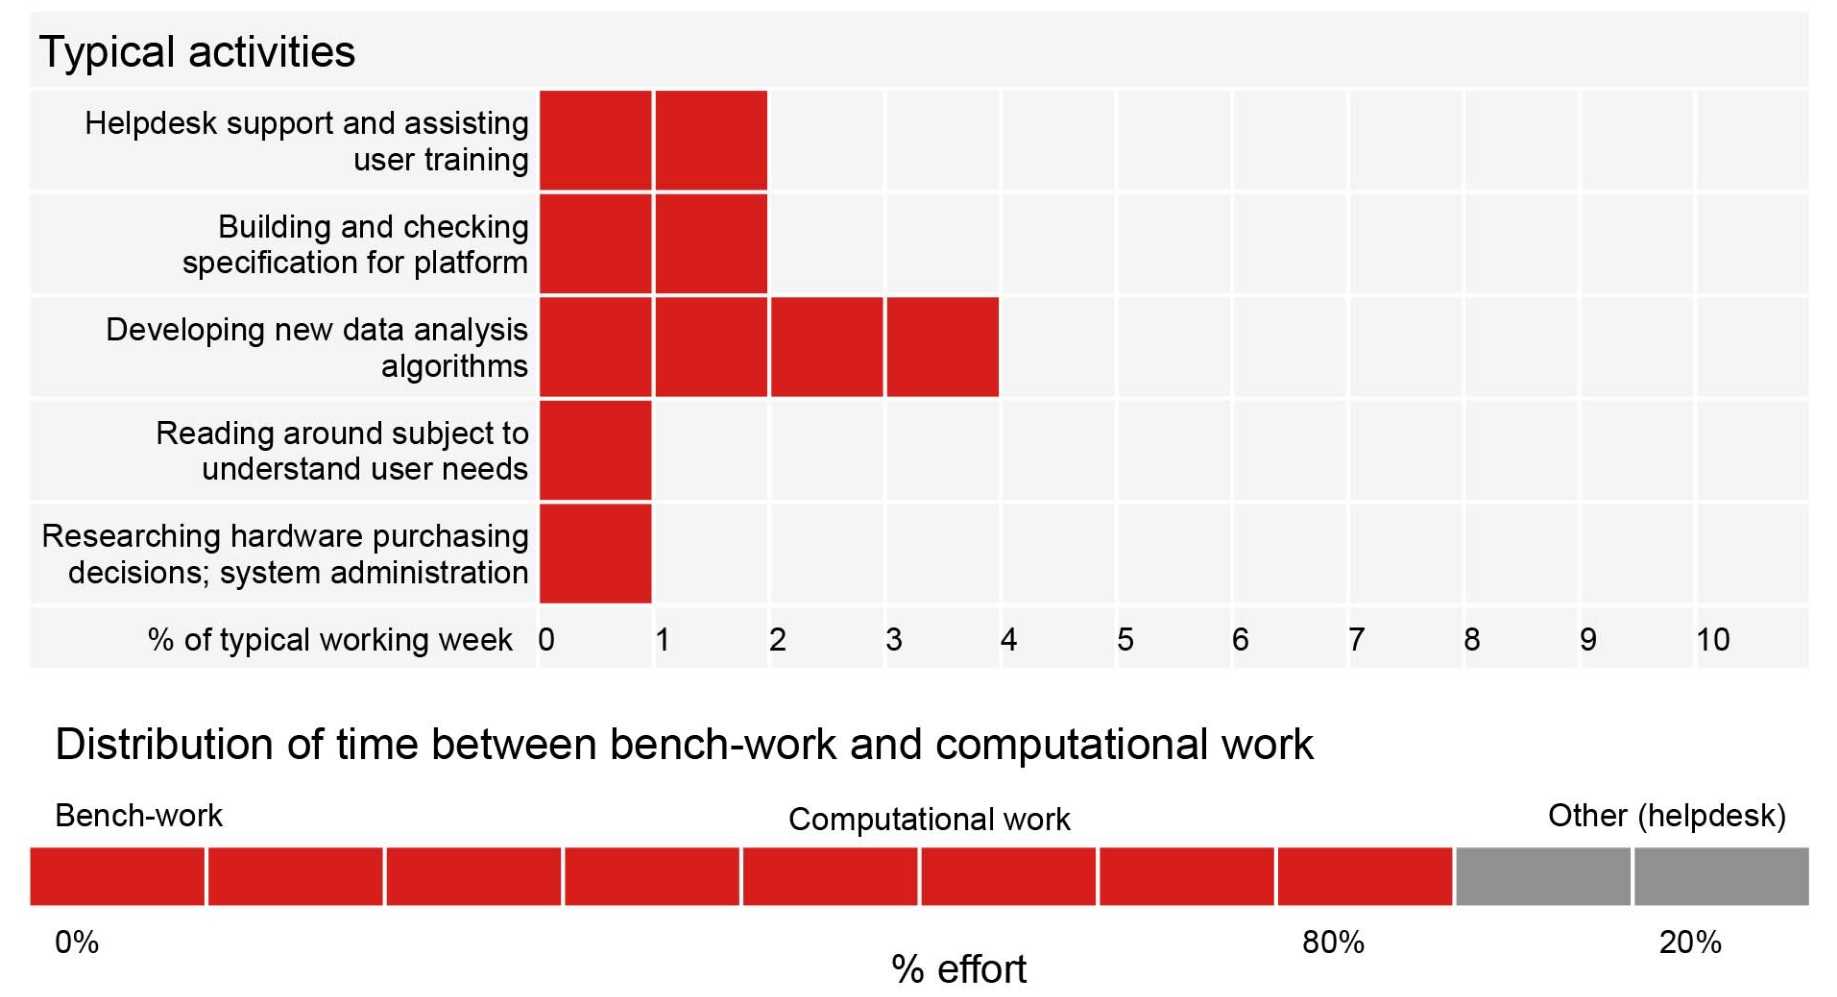 Typical activities
Helpdesk support and assisting
user training
Building and checking
specification for platform
Developing new data analysis
algorithms
Reading around subject to
understand user needs
Researching hardware purchasing
decisions; system administration
% of typical working week 0 1 2 3 4 5 6 7 8 9 10
Distribution of time between bench-work and computational work
Bench-work Computational work Other (helpdesk)
0% 80% 20%
% effort